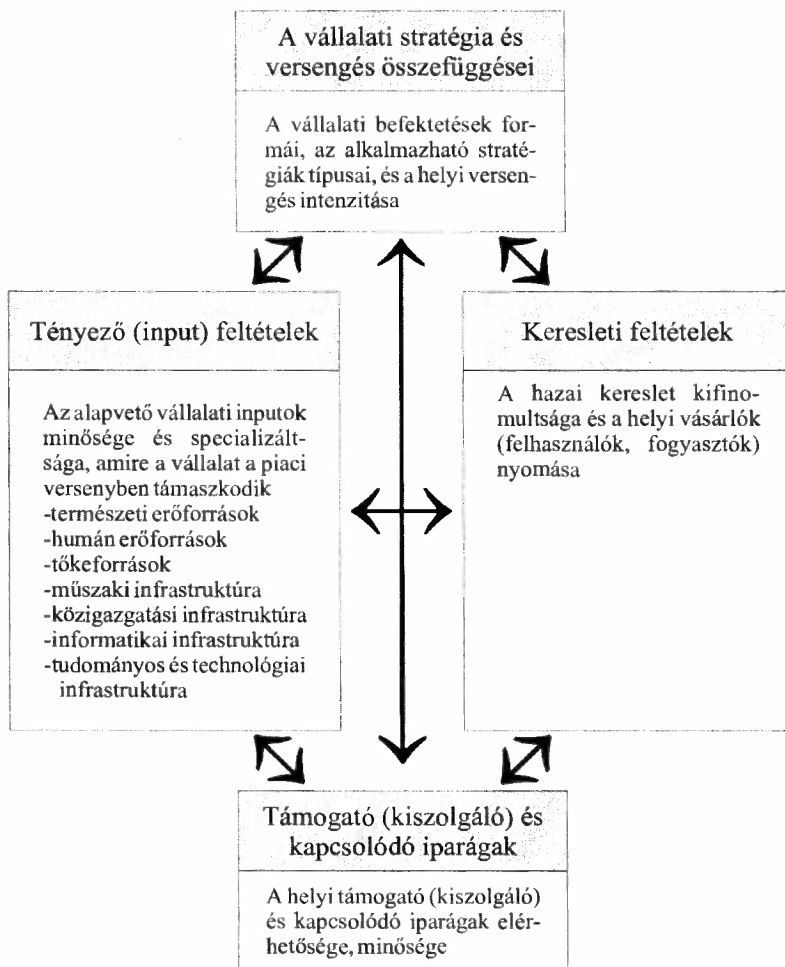 A vállalati stratégia és
versengés összefüggései
A vállalati befektetések for-
mái, az alkalmazható straté-
giák típusai, és a helyi versen-
gés intenzitása
Tényező (input) feltételek
Az alapvető vállalati inputok
minősége és specializált-
sága, amire a vállalat a piaci
versenyben támaszkodik
-természeti erőforrások
-humán erőforrások
-tőkeforrások
-műszaki infrastruktúra
-közigazgatási infrastruktúra
-informatikai infrastruktúra
-tudományos és technológiai
infrastruktúra
Keresleti feltételek
A hazai kereslet kifino-
multsága és a helyi vásárlók
(felhasználók, fogyasztók)
nyomása
Támogató (kiszolgáló) és
kapcsolódó iparágak
A helyi támogató (kiszolgáló)
és kapcsolódó iparágak elér-
hetősége, minősége